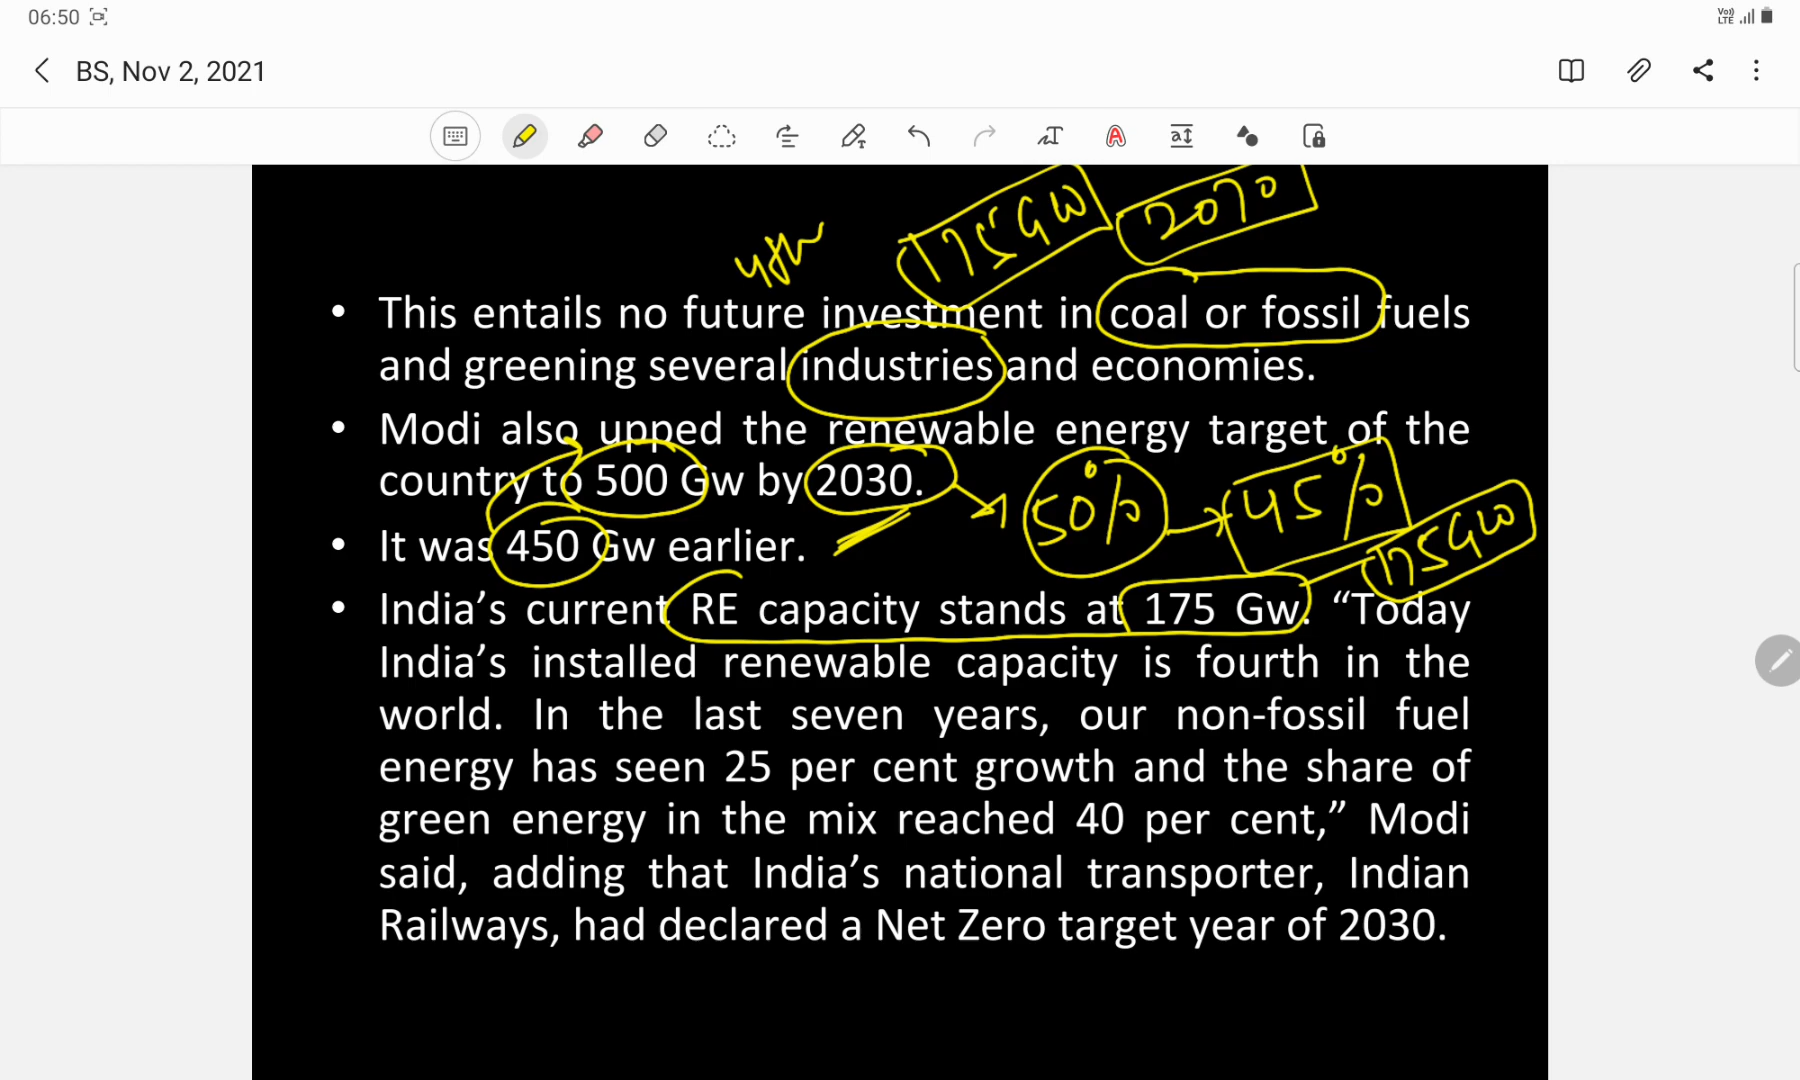 06:50
Vo)) LTE
BS, Nov 2, 2021
175GW 2070
• This entails no future investment in coal or fossil fuels
and greening several industries and economies.
• Modi also upped the renewable energy target of the
country to 500 Gw by 2030.
50% 45%
• It was 450 Gw earlier.
175GW
• India’s current RE capacity stands at 175 Gw. “Today
India’s installed renewable capacity is fourth in the
world. In the last seven years, our non-fossil fuel
energy has seen 25 per cent growth and the share of
green energy in the mix reached 40 per cent,” Modi
said, adding that India’s national transporter, Indian
Railways, had declared a Net Zero target year of 2030.